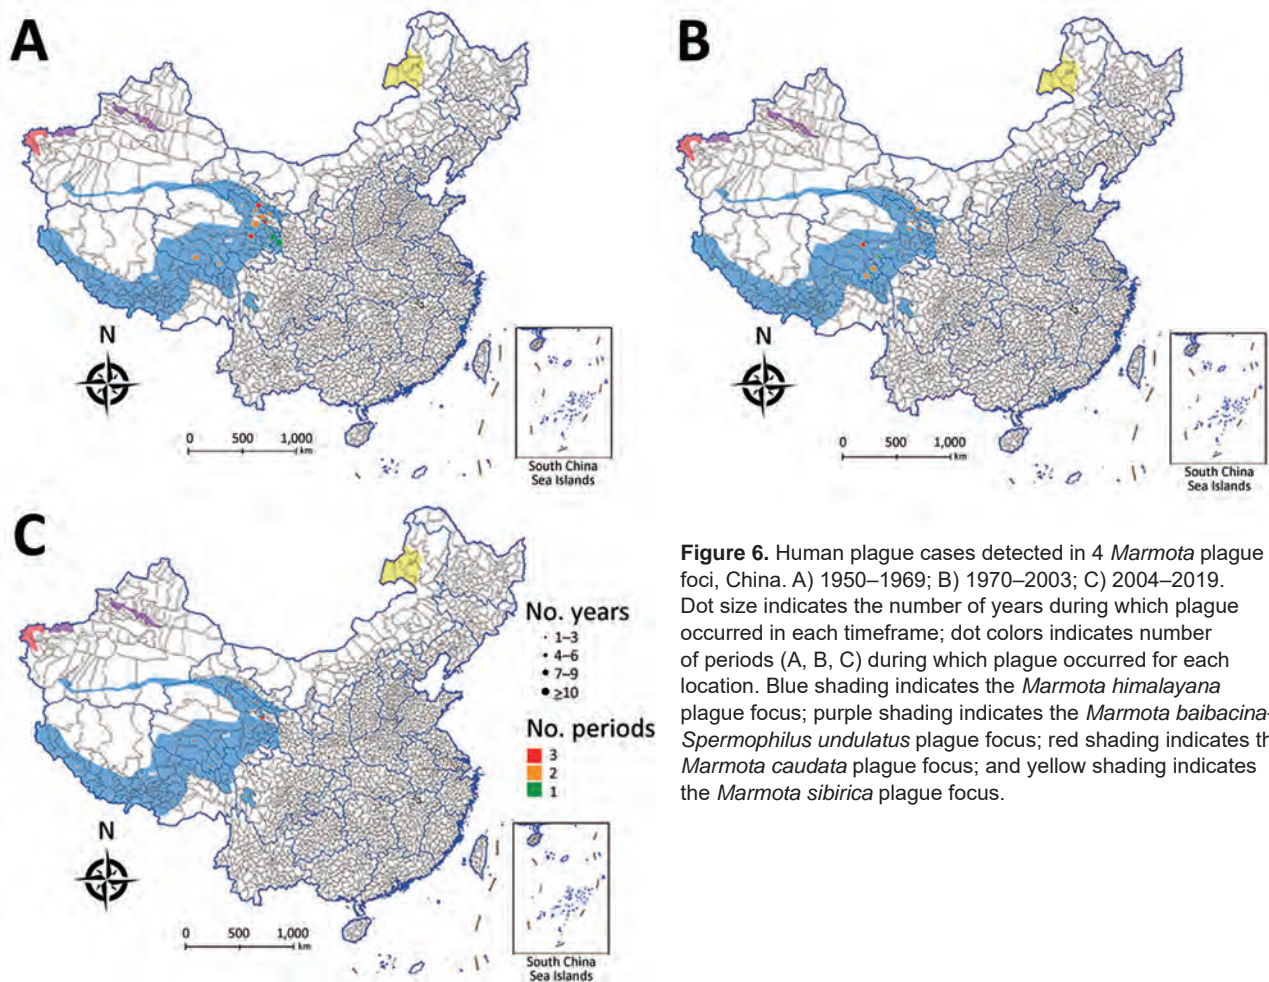 A
B
N
0 500 1,000
km
South China
Sea Islands
N
0 500 1,000
km
South China
Sea Islands
C
No. years
1–3
4–6
7–9
≥10
No. periods
3
2
1
N
0 500 1,000
km
South China
Sea Islands
Figure 6. Human plague cases detected in 4 Marmota plague
foci, China. A) 1950–1969; B) 1970–2003; C) 2004–2019.
Dot size indicates the number of years during which plague
occurred in each timeframe; dot colors indicates number
of periods (A, B, C) during which plague occurred for each
location. Blue shading indicates the Marmota himalayana
plague focus; purple shading indicates the Marmota baibacina–
Spermophilus undulatus plague focus; red shading indicates th
Marmota caudata plague focus; and yellow shading indicates
the Marmota sibirica plague focus.